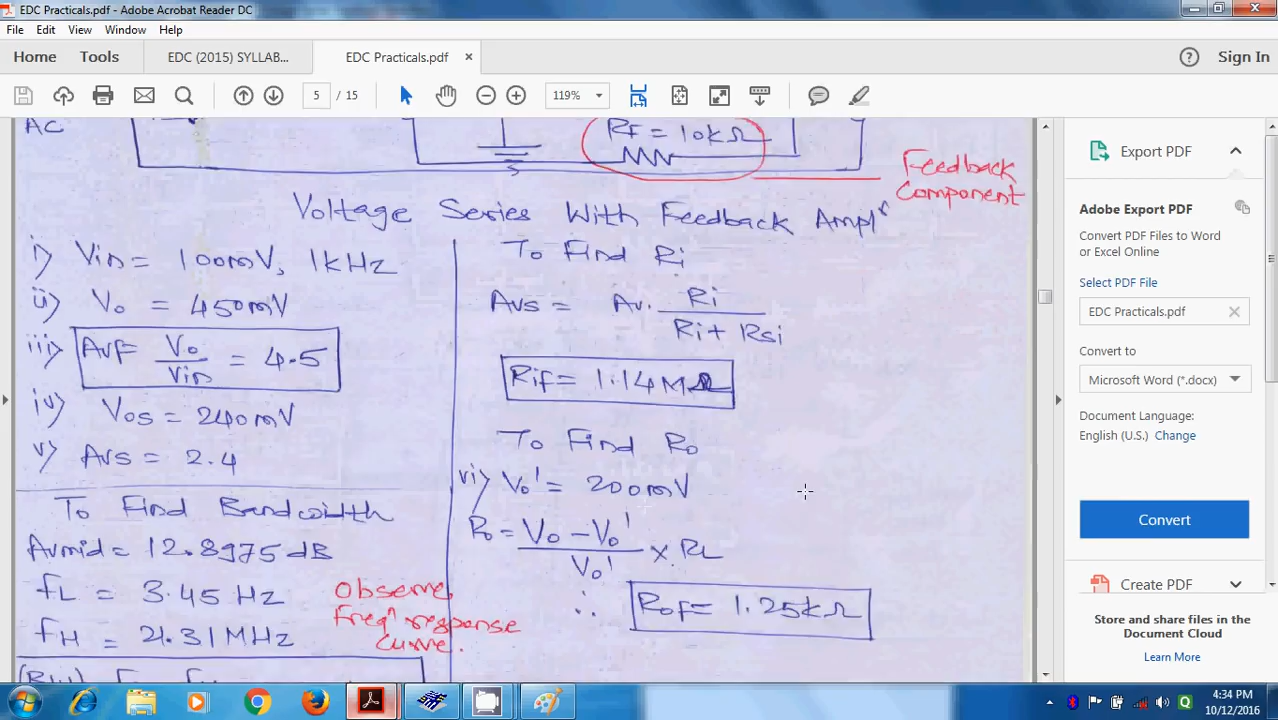 EDC Practicals.pdf - Adobe Acrobat Reader DC
File Edit View Window Help
Home Tools EDC (2015) SYLLAB... EDC Practicals.pdf × Sign In
5 / 15 119%
AC
RF = 10kΩ
Feedback
Component
Voltage Series With Feedback Amplr
i) Vin = 100mV, 1kHz
ii) Vo = 450mV
iii) AVF = Vo / Vin = 4.5
iv) Vos = 240mV
v) Avs = 2.4
To Find Bandwidth
Avmid = 12.8975 dB
fL = 3.45 Hz
fH = 21.31 MHz
Observe
Freqn response
Curve.
To Find Ri
Avs = Av. Ri / Ri + Rsi
Rif = 1.14MΩ
To Find Ro
vi) Vo' = 200mV
Ro = Vo - Vo' / Vo' × RL
∴ Rof = 1.25kΩ
Export PDF
Adobe Export PDF
Convert PDF Files to Word
or Excel Online
Select PDF File
EDC Practicals.pdf
Convert to
Microsoft Word (*.docx)
Document Language:
English (U.S.) Change
Convert
Create PDF
Store and share files in the
Document Cloud
Learn More
4:34 PM
10/12/2016